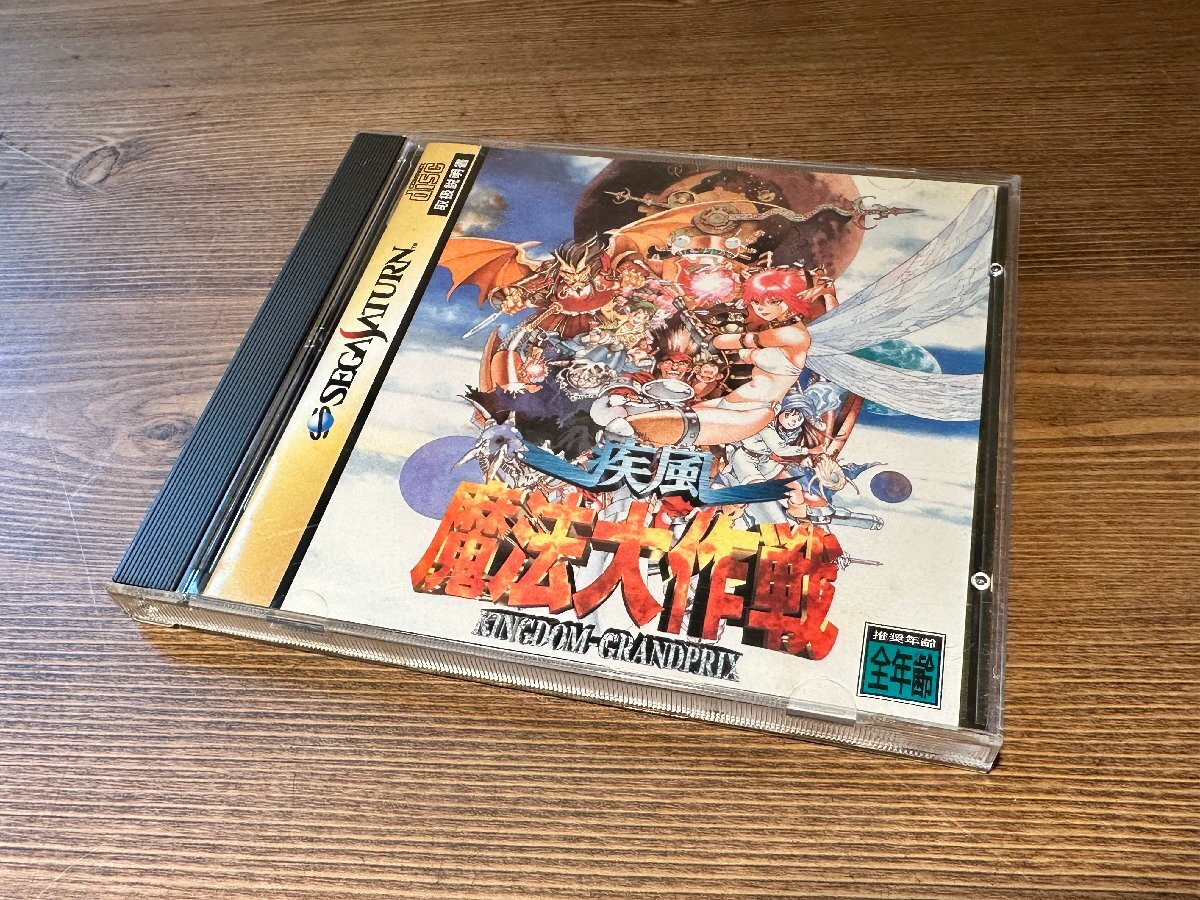 disc
取扱説明書
SEGA SATURN™
疾風
魔法大作戦
KINGDOM-GRANDPRIX
推奨年齢
全年齢